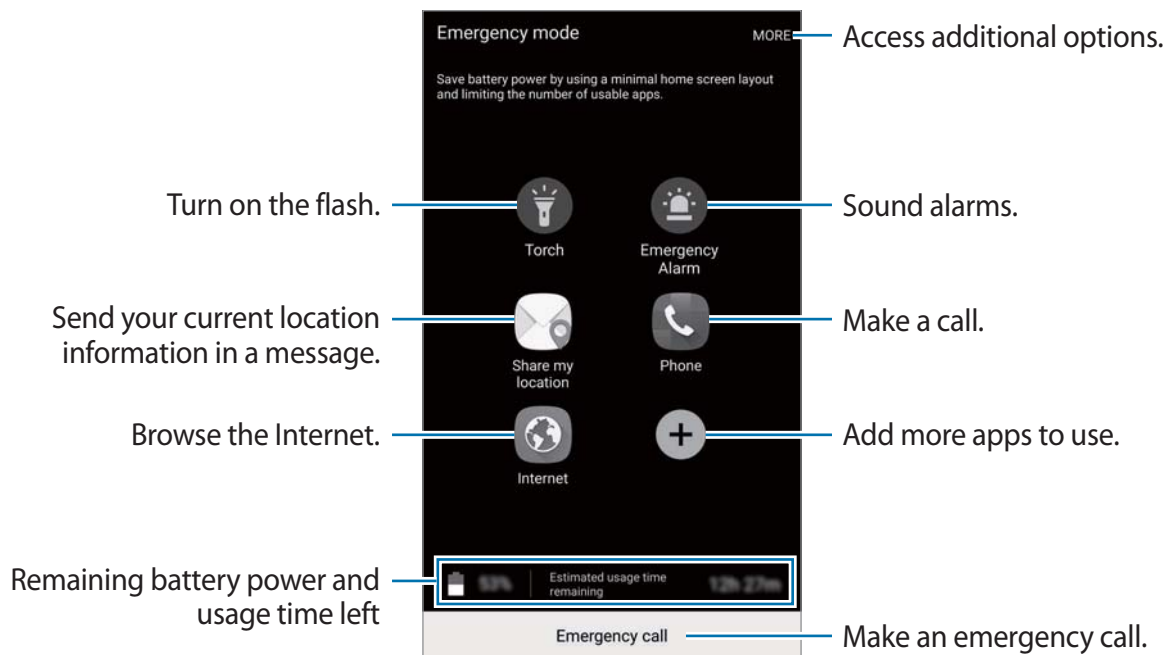 Emergency mode
MORE
Access additional options.
Save battery power by using a minimal home screen layout
and limiting the number of usable apps.
Turn on the flash.
Torch
Emergency
Alarm
Sound alarms.
Send your current location
information in a message.
Share my
location
Phone
Make a call.
Browse the Internet.
Internet
Add more apps to use.
Remaining battery power and
usage time left
53%
Estimated usage time
remaining
12h 27m
Emergency call
Make an emergency call.